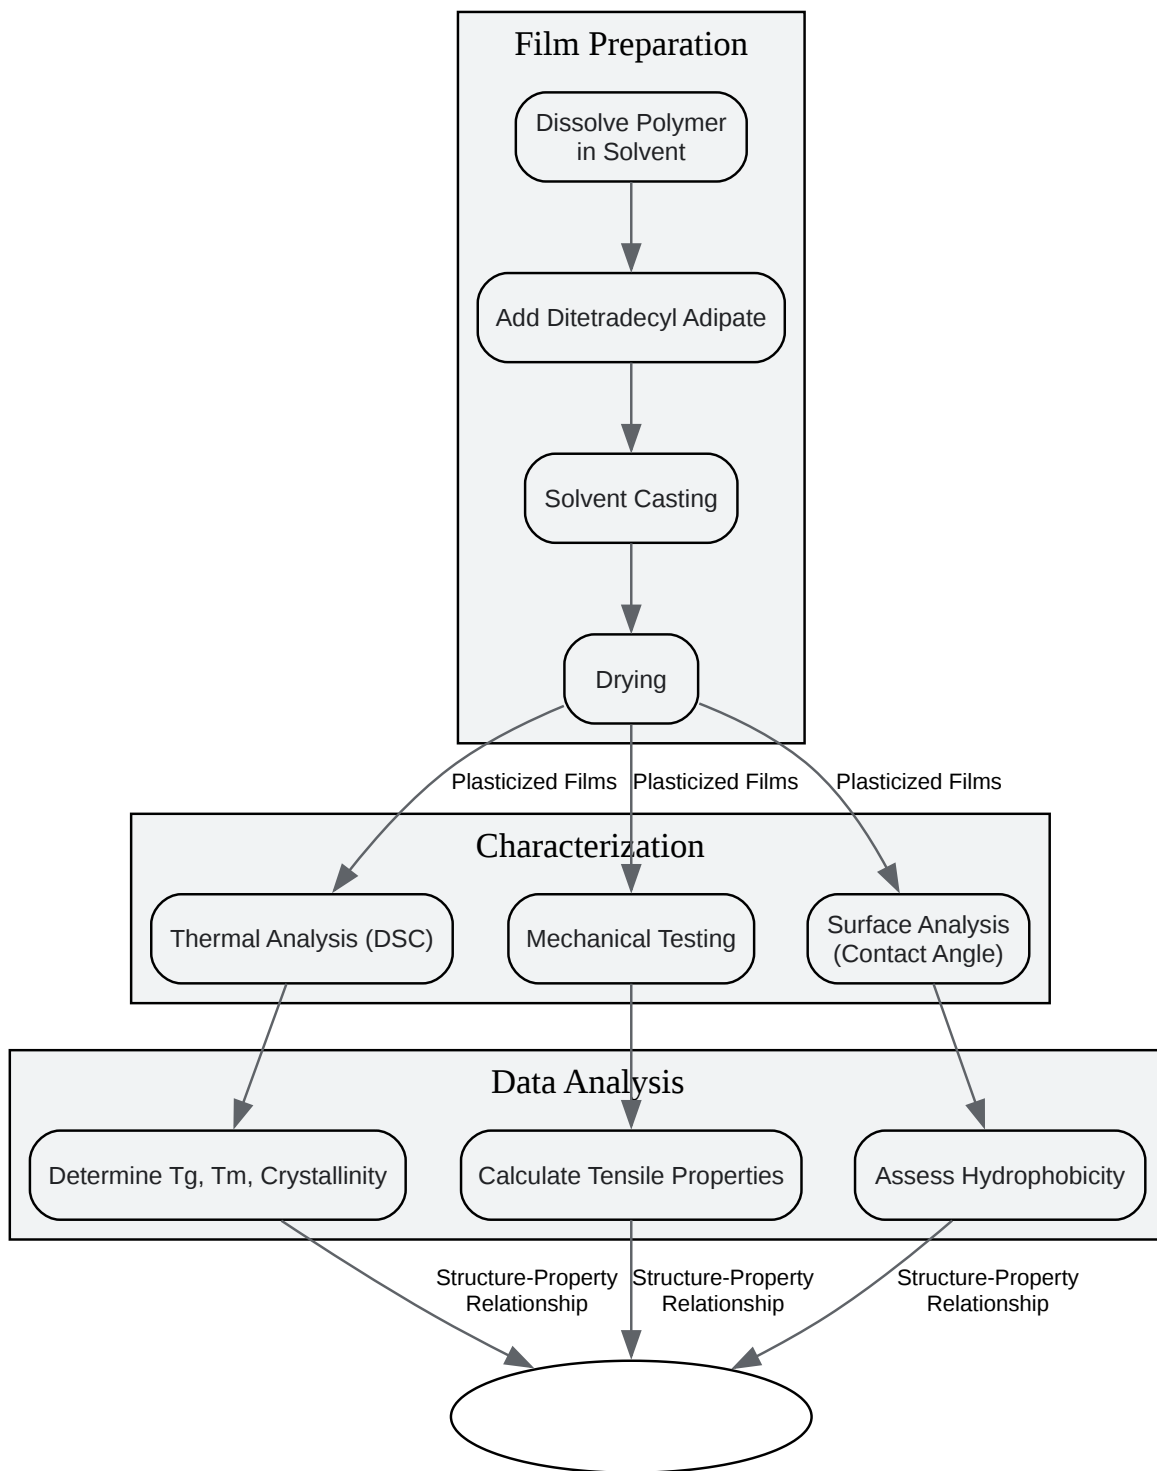 Film Preparation
Dissolve Polymer
in Solvent
Add Ditetradecyl Adipate
Solvent Casting
Drying
Plasticized Films
Plasticized Films
Plasticized Films
Characterization
Thermal Analysis (DSC)
Mechanical Testing
Surface Analysis
(Contact Angle)
Data Analysis
Determine Tg, Tm, Crystallinity
Calculate Tensile Properties
Assess Hydrophobicity
Structure-Property
Relationship
Structure-Property
Relationship
Structure-Property
Relationship